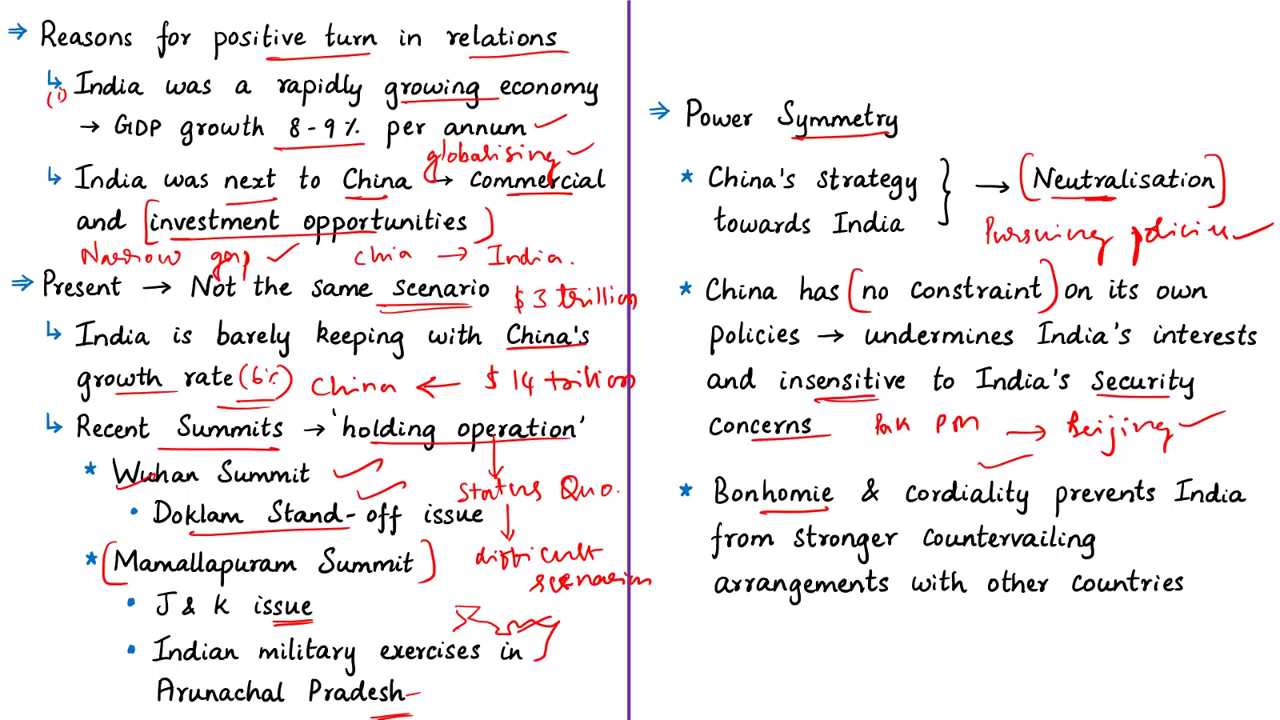 ⇒ Reasons for positive turn in relations
↳ India was a rapidly growing economy
(1)
→ GDP growth 8-9% per annum
globalising
↳ India was next to China → commercial
and [investment opportunities]
Narrow gap China → India.
⇒ Present → Not the same scenario
$3 trillion
↳ India is barely keeping with China's
growth rate (6%) China ← $14 trillion
↳ Recent Summits → 'holding operation'
* Wuhan Summit
Status Quo.
• Doklam Stand-off issue
* [Mamallapuram Summit]
difficult
scenarios
• J & K issue
• Indian military exercises in
Arunachal Pradesh
⇒ Power Symmetry
* China's strategy
towards India } → [Neutralisation]
Pursuing policies
* China has (no constraint) on its own
policies → undermines India's interests
and insensitive to India's security
concerns Pak PM → Beijing
* Bonhomie & cordiality prevents India
from stronger countervailing
arrangements with other countries